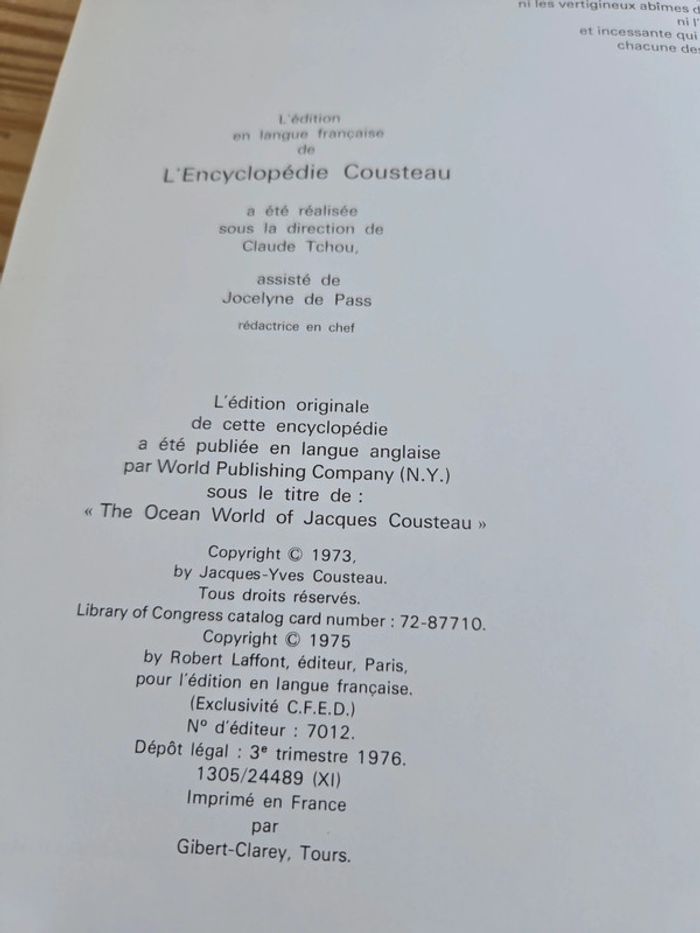 ni les vertigineux abîmes
ni
et incessante qui
chacune des
L'édition
en langue française
de
L'Encyclopédie Cousteau
a été réalisée
sous la direction de
Claude Tchou,
assisté de
Jocelyne de Pass
rédactrice en chef
L'édition originale
de cette encyclopédie
a été publiée en langue anglaise
par World Publishing Company (N.Y.)
sous le titre de :
« The Ocean World of Jacques Cousteau »
Copyright © 1973,
by Jacques-Yves Cousteau.
Tous droits réservés.
Library of Congress catalog card number : 72-87710.
Copyright © 1975
by Robert Laffont, éditeur, Paris,
pour l'édition en langue française.
(Exclusivité C.F.E.D.)
N° d'éditeur : 7012.
Dépôt légal : 3e trimestre 1976.
1305/24489 (XI)
Imprimé en France
par
Gibert-Clarey, Tours.